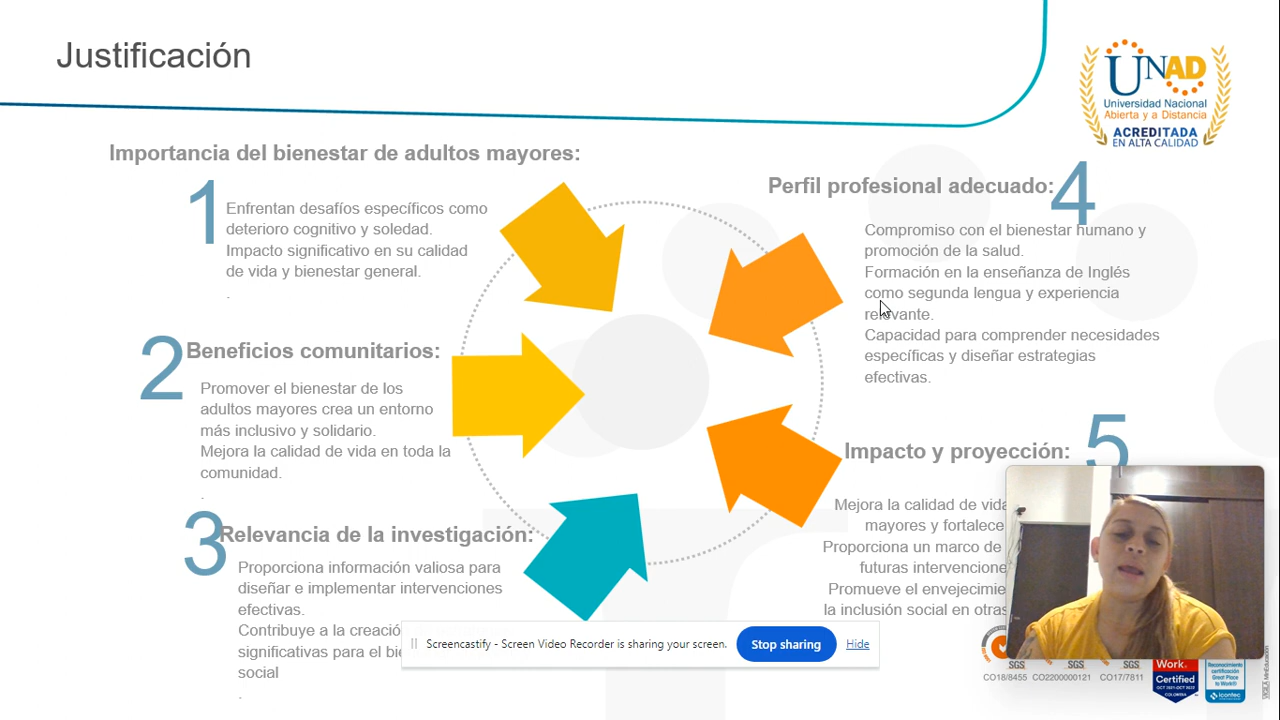 Justificación
UNAD
Universidad Nacional
Abierta y a Distancia
ACREDITADA
EN ALTA CALIDAD
Importancia del bienestar de adultos mayores:
1
Enfrentan desafíos específicos como
deterioro cognitivo y soledad.
Impacto significativo en su calidad
de vida y bienestar general.
.
2
Beneficios comunitarios:
Promover el bienestar de los
adultos mayores crea un entorno
más inclusivo y solidario.
Mejora la calidad de vida en toda la
comunidad.
.
3
Relevancia de la investigación:
Proporciona información valiosa para
diseñar e implementar intervenciones
efectivas.
Contribuye a la creació
significativas para el bie
social
.
Perfil profesional adecuado:
4
Compromiso con el bienestar humano y
promoción de la salud.
Formación en la enseñanza de Inglés
como segunda lengua y experiencia
relevante.
Capacidad para comprender necesidades
específicas y diseñar estrategias
efectivas.
Impacto y proyección:
5
Mejora la calidad de vida
mayores y fortalece
Proporciona un marco de
futuras intervencione
Promueve el envejecimie
la inclusión social en otras
Screencastify - Screen Video Recorder is sharing your screen.
Stop sharing
Hide
SGS SGS SGS
CO18/8455 CO2200000121 CO17/7811
Work.
Certified
COLOMBIA
Reconocimiento
certificación
Great Place
to Work®
icontec